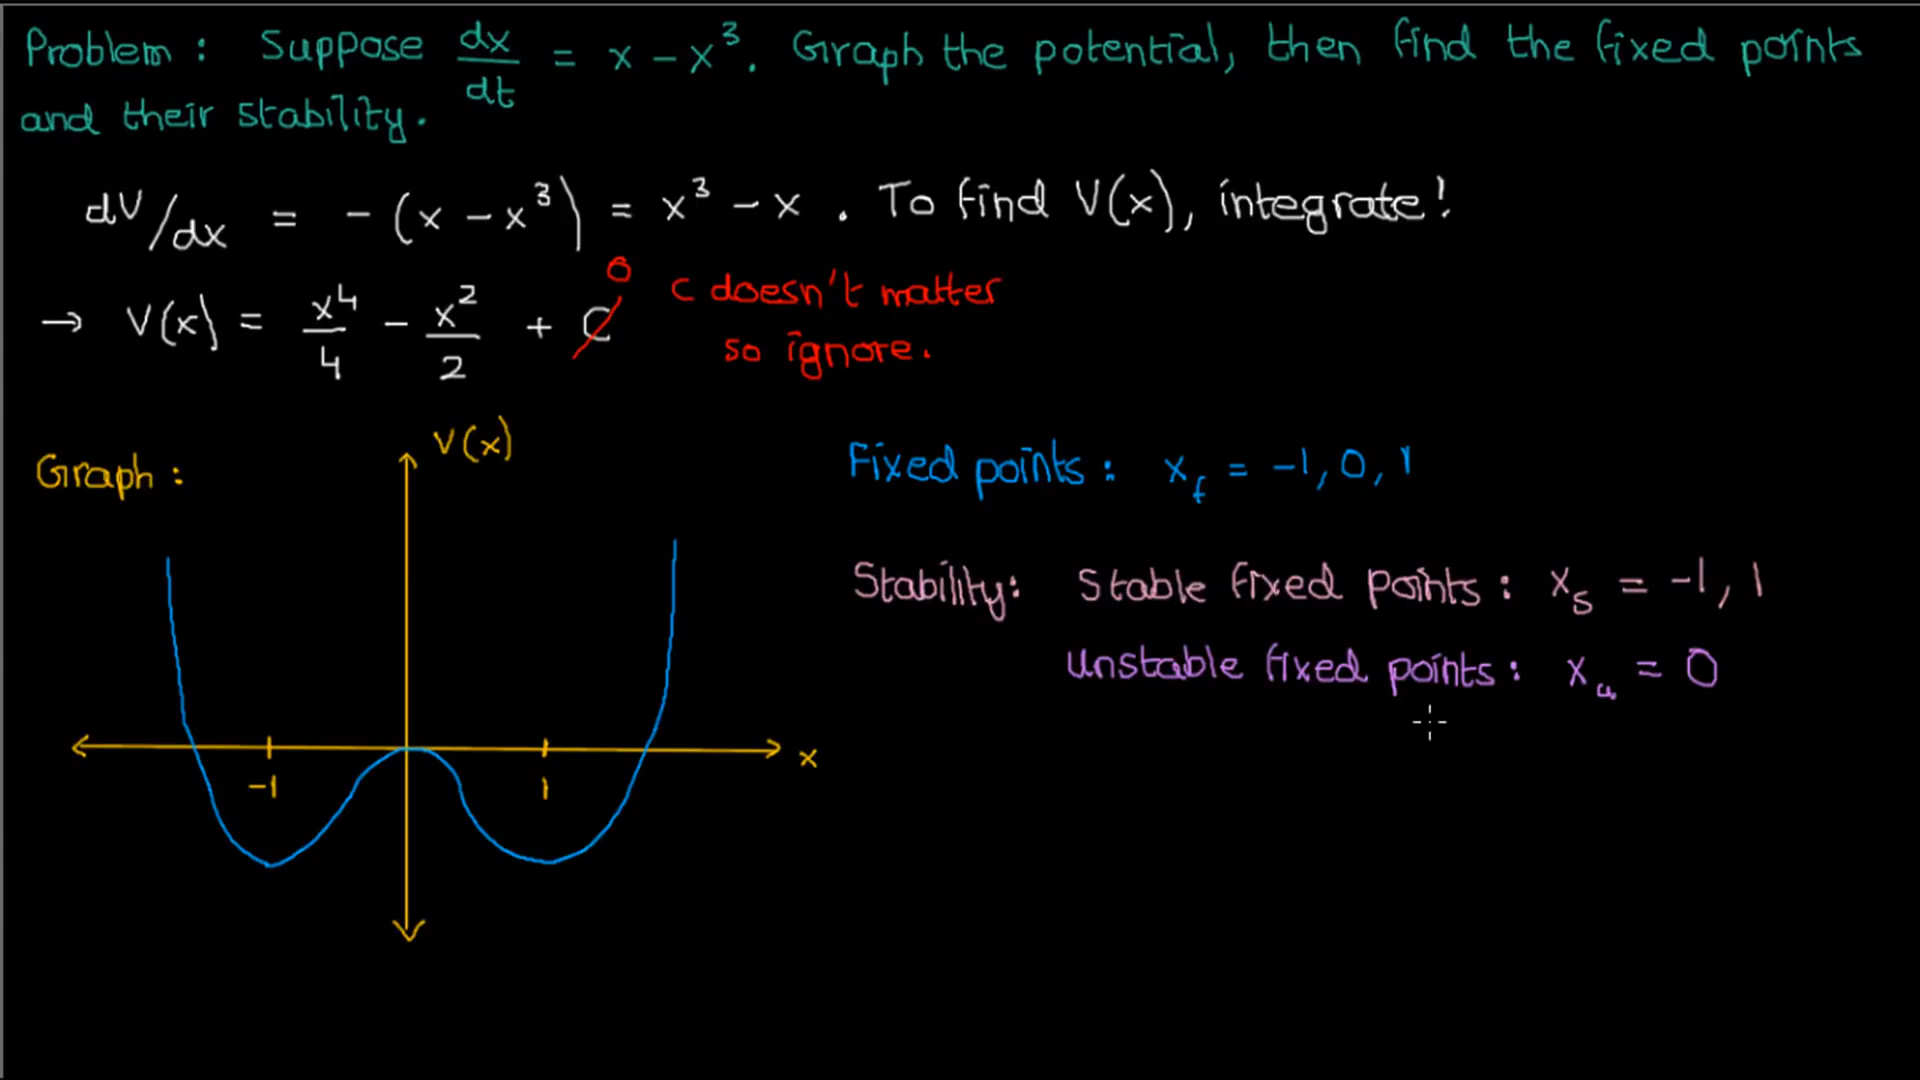 Problem: Suppose dx/dt = x - x³. Graph the potential, then find the fixed points
and their stability.
dV/dx = -(x - x³) = x³ - x. To find V(x), integrate!
→ V(x) = x⁴/4 - x²/2 + C 0 C doesn't matter
so ignore.
Graph:
V(x)
x
-1
1
Fixed points: x_f = -1, 0, 1
Stability: Stable fixed points: x_s = -1, 1
Unstable fixed points: x_u = 0